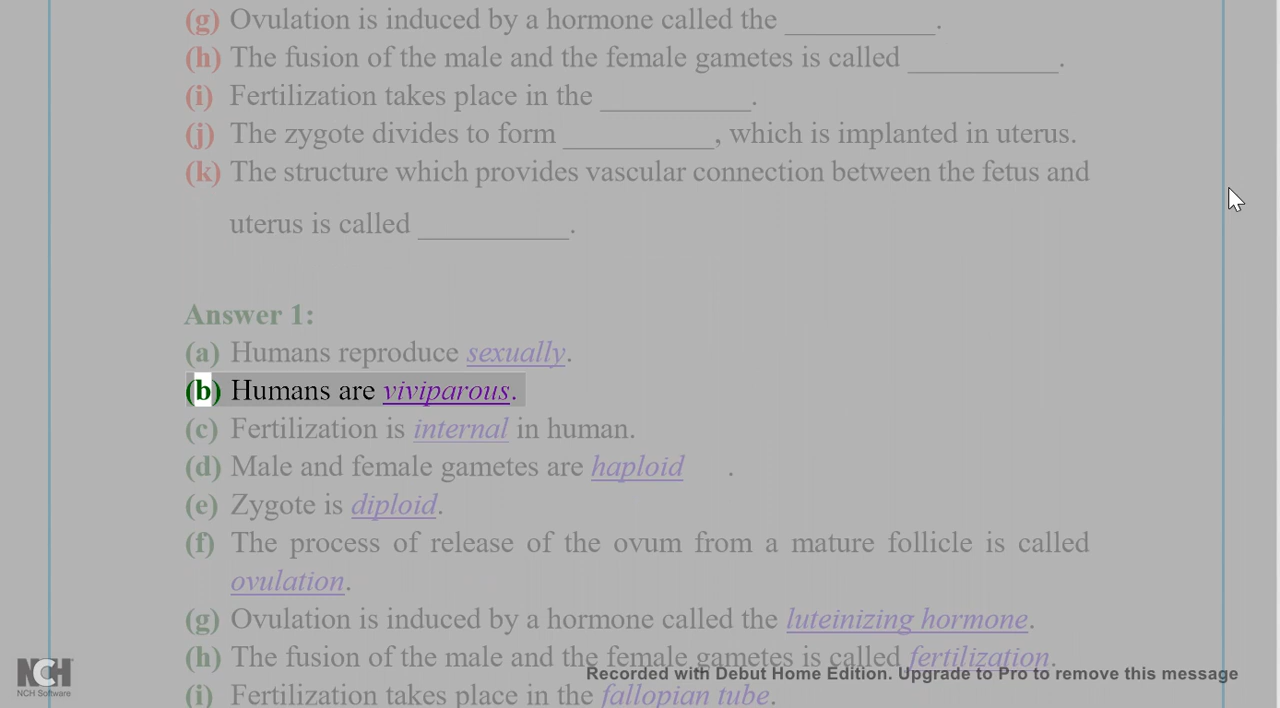 (g) Ovulation is induced by a hormone called the __________.
(h) The fusion of the male and the female gametes is called __________.
(i) Fertilization takes place in the __________.
(j) The zygote divides to form __________, which is implanted in uterus.
(k) The structure which provides vascular connection between the fetus and
uterus is called __________.
Answer 1:
(a) Humans reproduce sexually.
(b) Humans are viviparous.
(c) Fertilization is internal in human.
(d) Male and female gametes are haploid .
(e) Zygote is diploid.
(f) The process of release of the ovum from a mature follicle is called
ovulation.
(g) Ovulation is induced by a hormone called the luteinizing hormone.
(h) The fusion of the male and the female gametes is called fertilization.
(i) Fertilization takes place in the fallopian tube.
NCH
NCH Software
Recorded with Debut Home Edition. Upgrade to Pro to remove this message